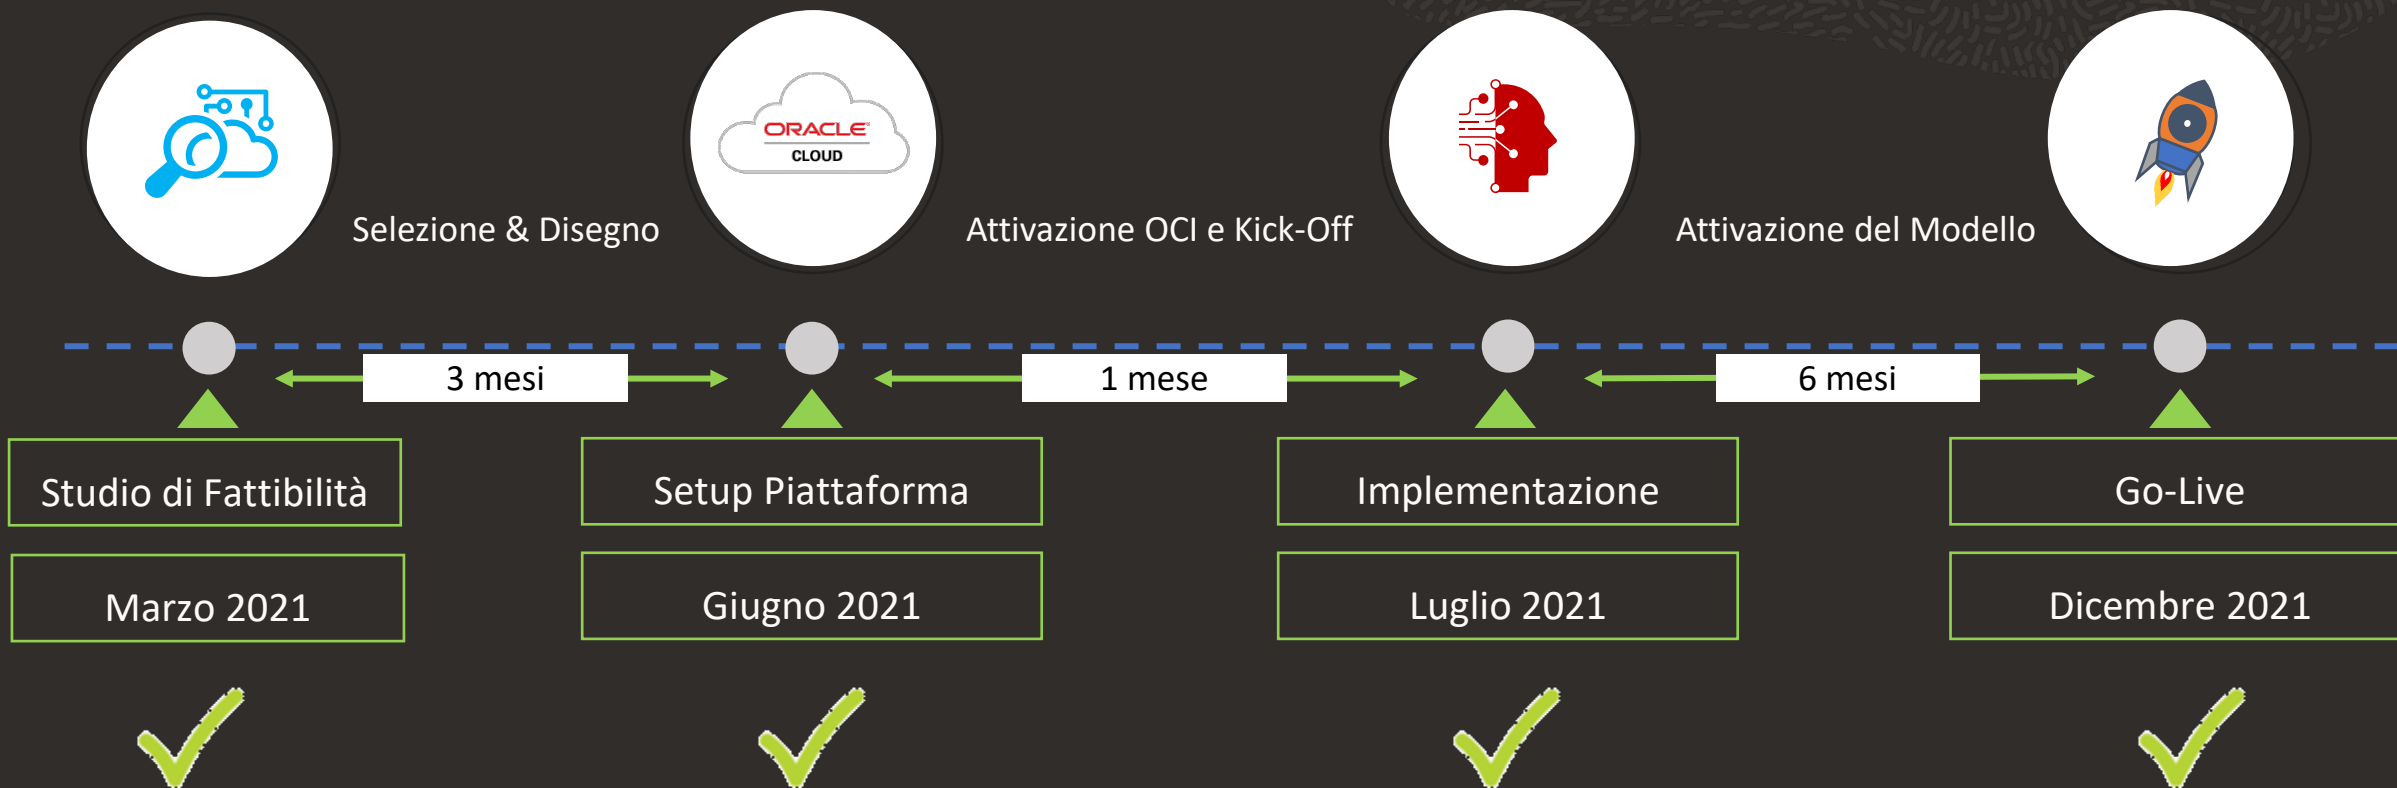 ORACLE
CLOUD
Selezione & Disegno
Attivazione OCI e Kick-Off
Attivazione del Modello
3 mesi
1 mese
6 mesi
Studio di Fattibilità
Setup Piattaforma
Implementazione
Go-Live
Marzo 2021
Giugno 2021
Luglio 2021
Dicembre 2021